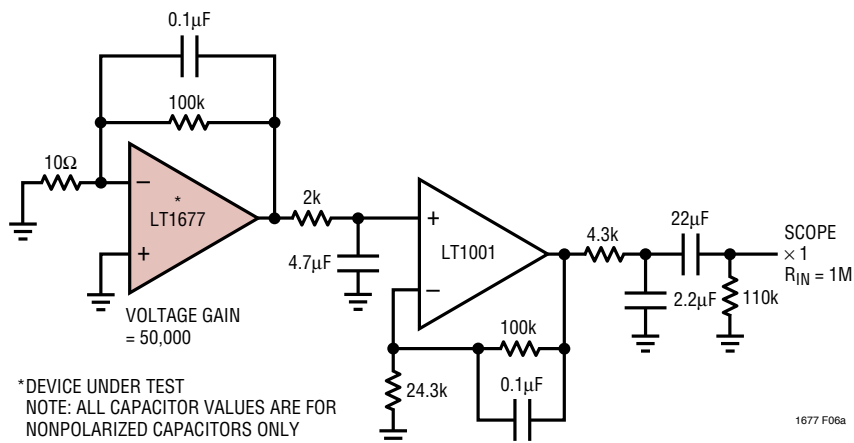 0.1µF
100k
10Ω
−
*
LT1677
+
2k
4.7µF
VOLTAGE GAIN
= 50,000
+
LT1001
−
4.3k
22µF
SCOPE
× 1
R_IN = 1M
2.2µF
110k
100k
24.3k
0.1µF
*DEVICE UNDER TEST
NOTE: ALL CAPACITOR VALUES ARE FOR
NONPOLARIZED CAPACITORS ONLY
1677 F06a